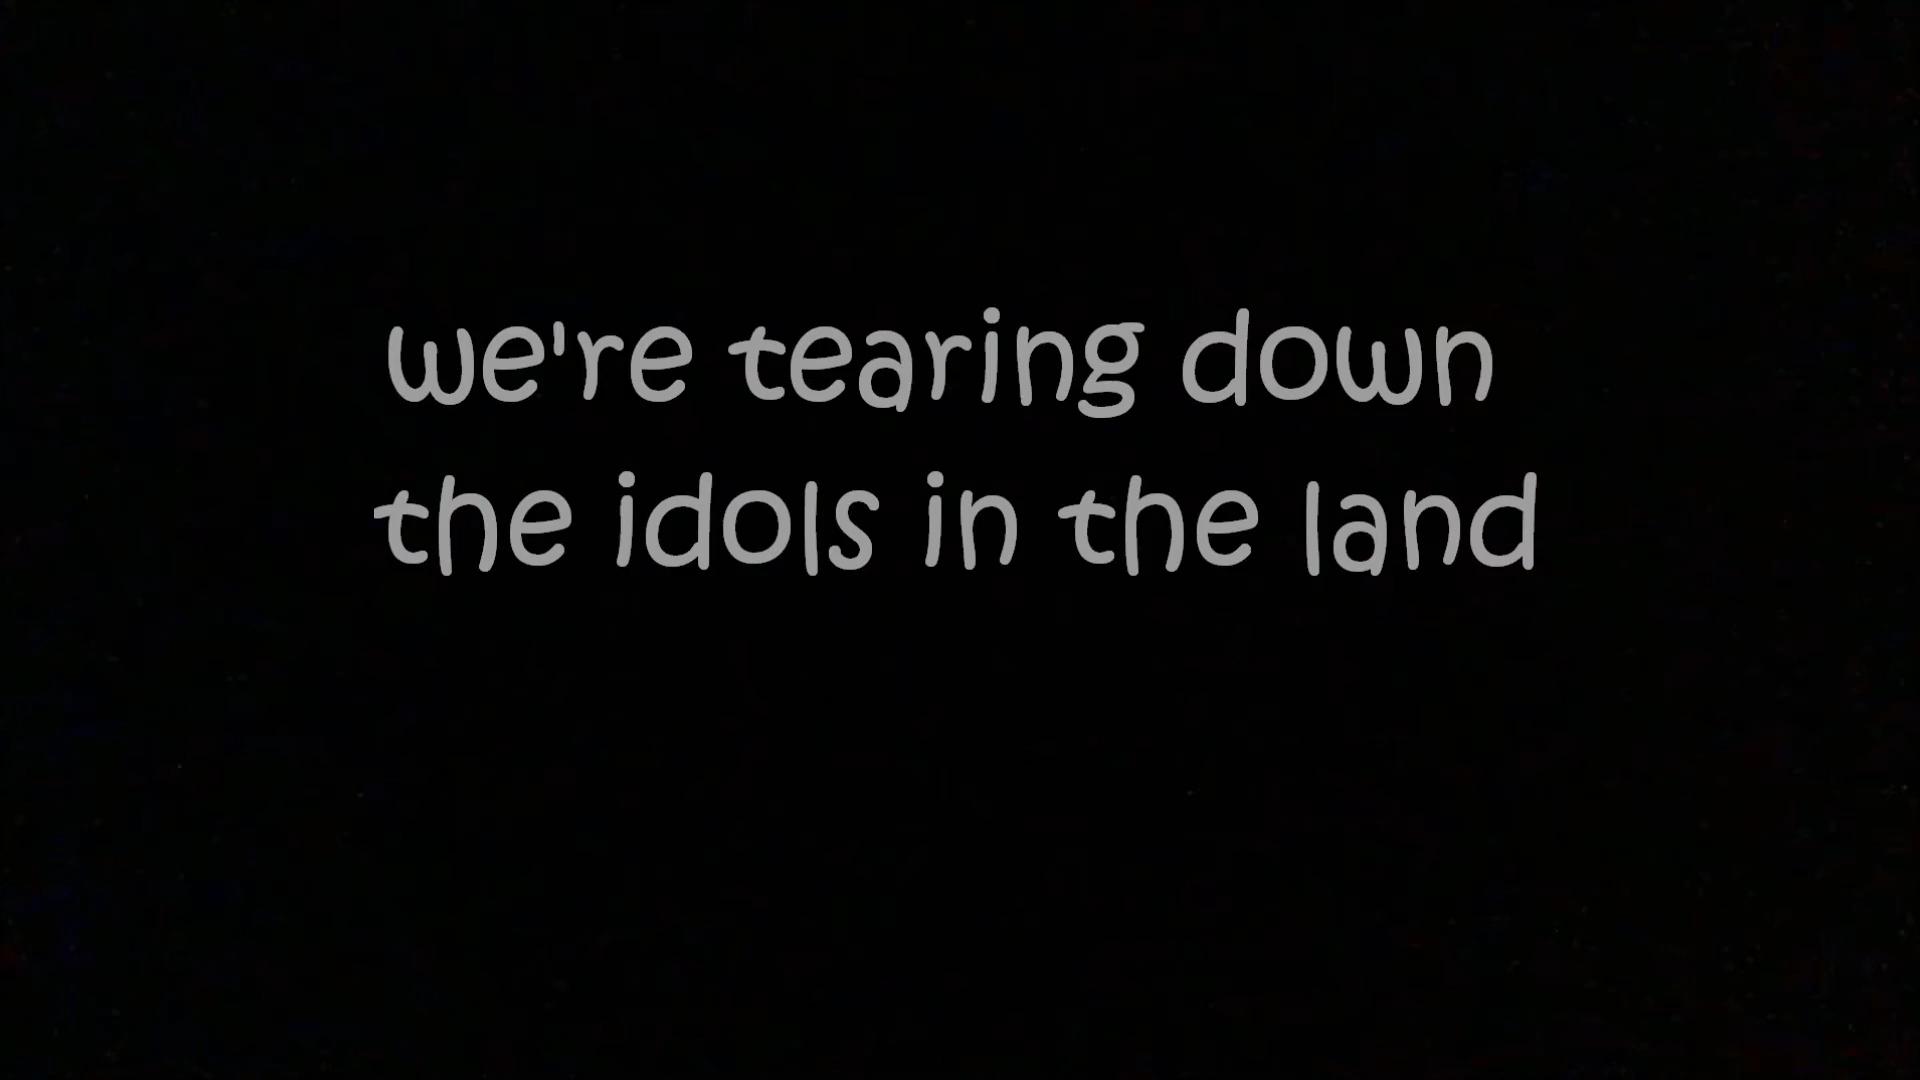 we're tearing down
the idols in the land